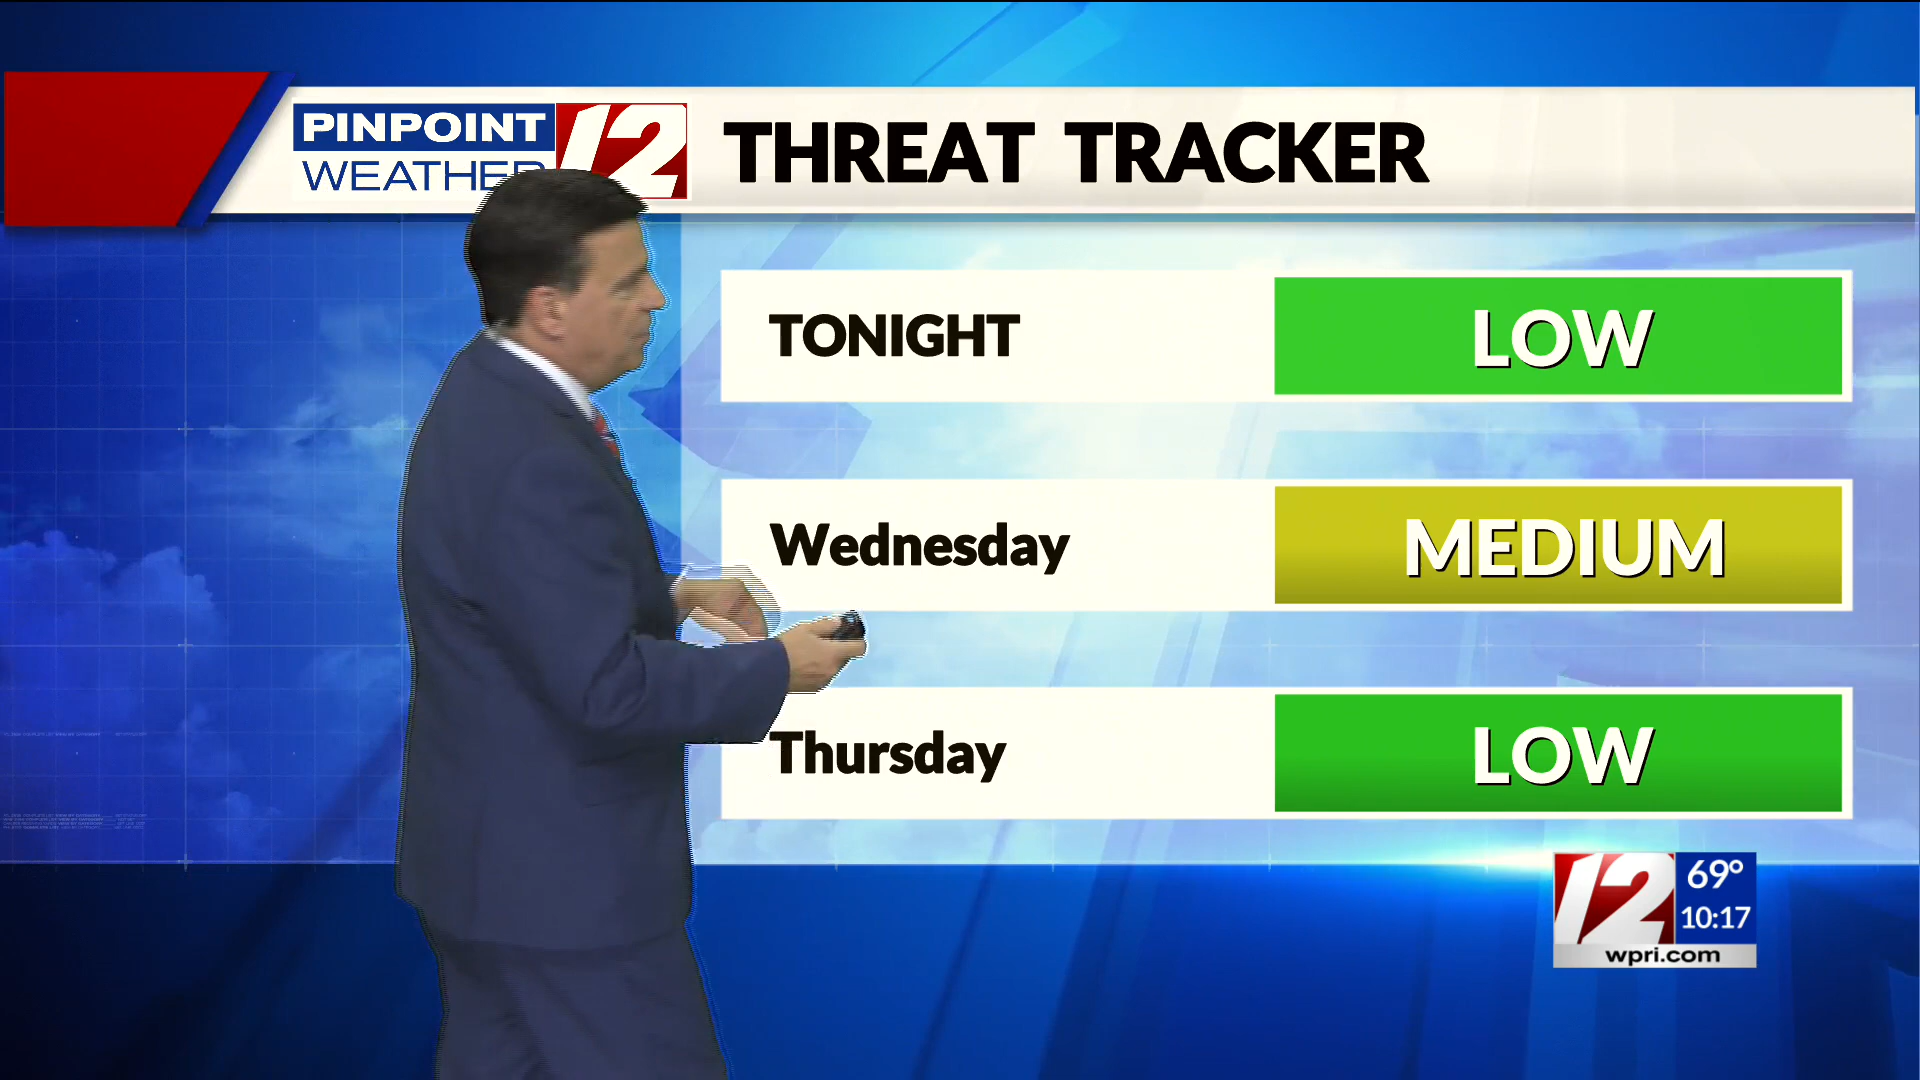 PINPOINT
WEATHER
12
THREAT TRACKER
TONIGHT
LOW
Wednesday
MEDIUM
Thursday
LOW
12
69°
10:17
wpri.com